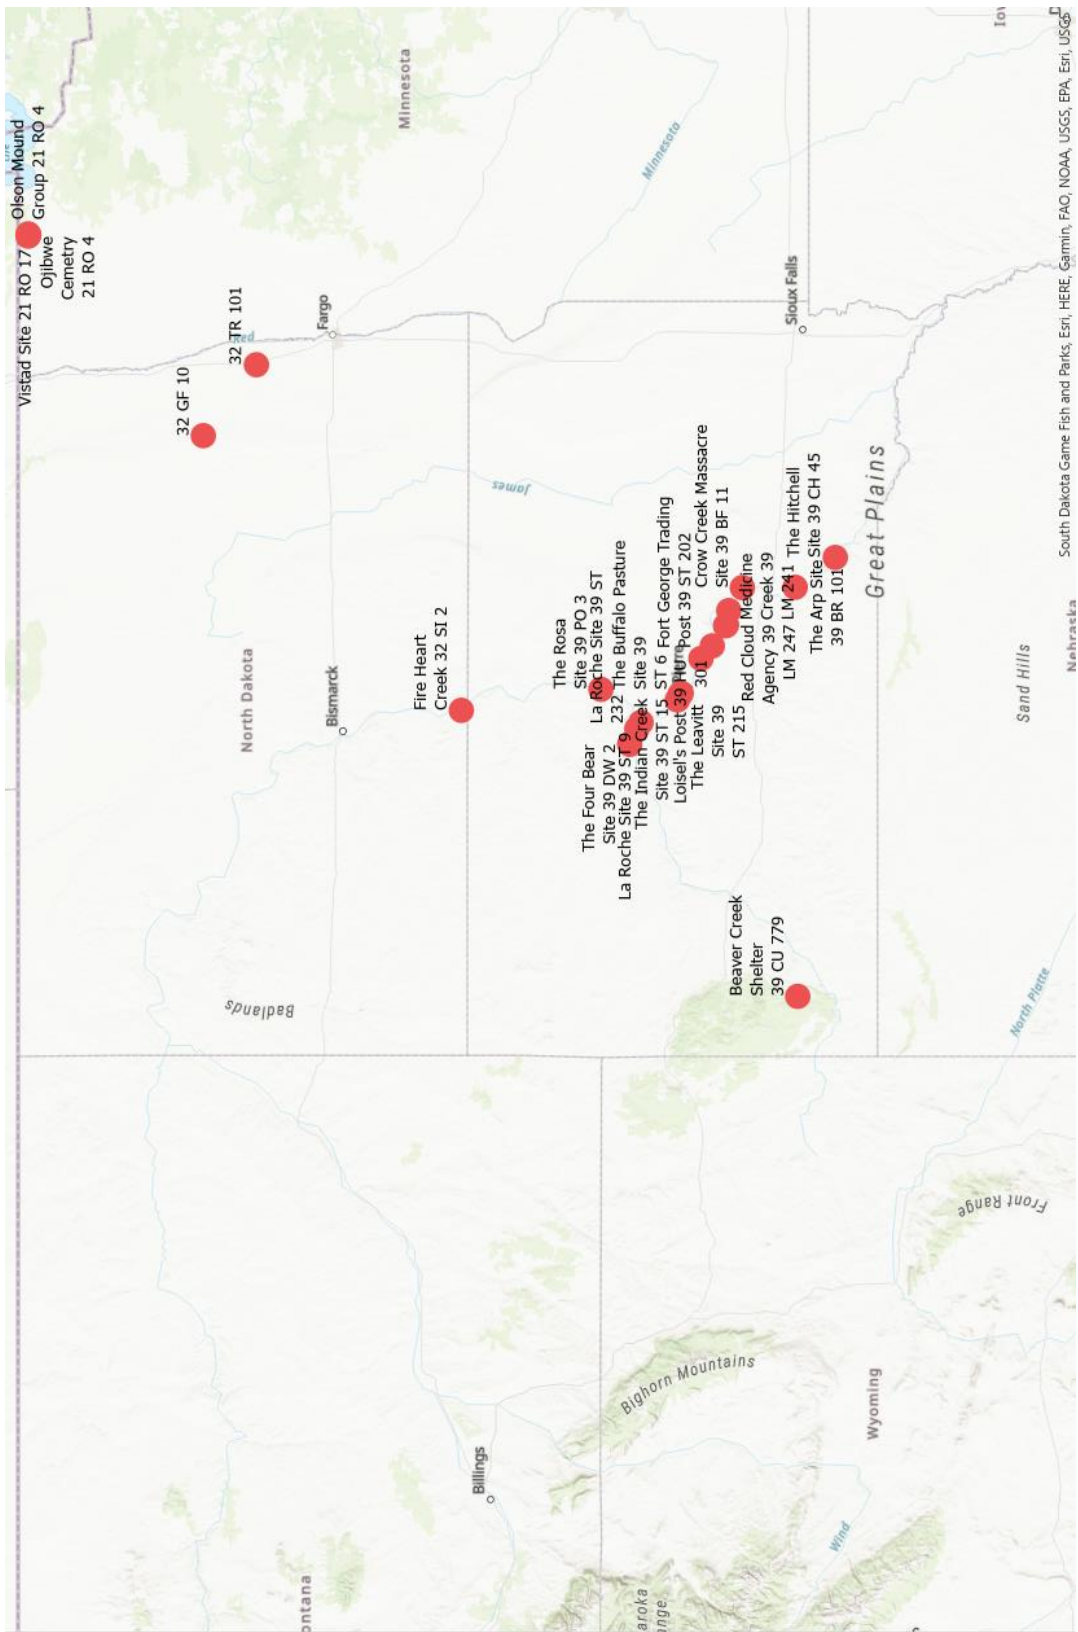 Vistad Site 21 RO 17
Olson Mound
Group 21 RO 4
Ojibwe
Cemetry
21 RO 4
32 GF 10
32 TR 101
Red
Badlands
North Dakota
Bismarck
Fargo
Minnesota
ontana
Fire Heart
Creek 32 SI 2
Billings
James
The Rosa
Site 39 PO 3
The Four Bear
Site 39 DW 2
La Roche Site 39 ST
232
La Roche Site 39 ST 9
The Buffalo Pasture
Site 39
The Indian Creek
Site 39 ST 15
ST 6
Fort George Trading
Post 39 ST 202
Loisel's Post 39
301
The Leavitt
Site 39
ST 215
Crow Creek Massacre
Site 39 BF 11
Red Cloud Medicine
Agency 39 Creek 39
LM 247 LM 241
The Hitchell
Site 39 CH 45
The Arp Site
39 BR 101
Beaver Creek
Shelter
39 CU 779
Minnesota
Sioux Falls
Bighorn Mountains
aroka
nge
Wind
Wyoming
Great Plains
Front Range
North Platte
Sand Hills
Nebraska
South Dakota Game Fish and Parks, Esri, HERE, Garmin, FAO, NOAA, USGS, EPA, Esri, USGS